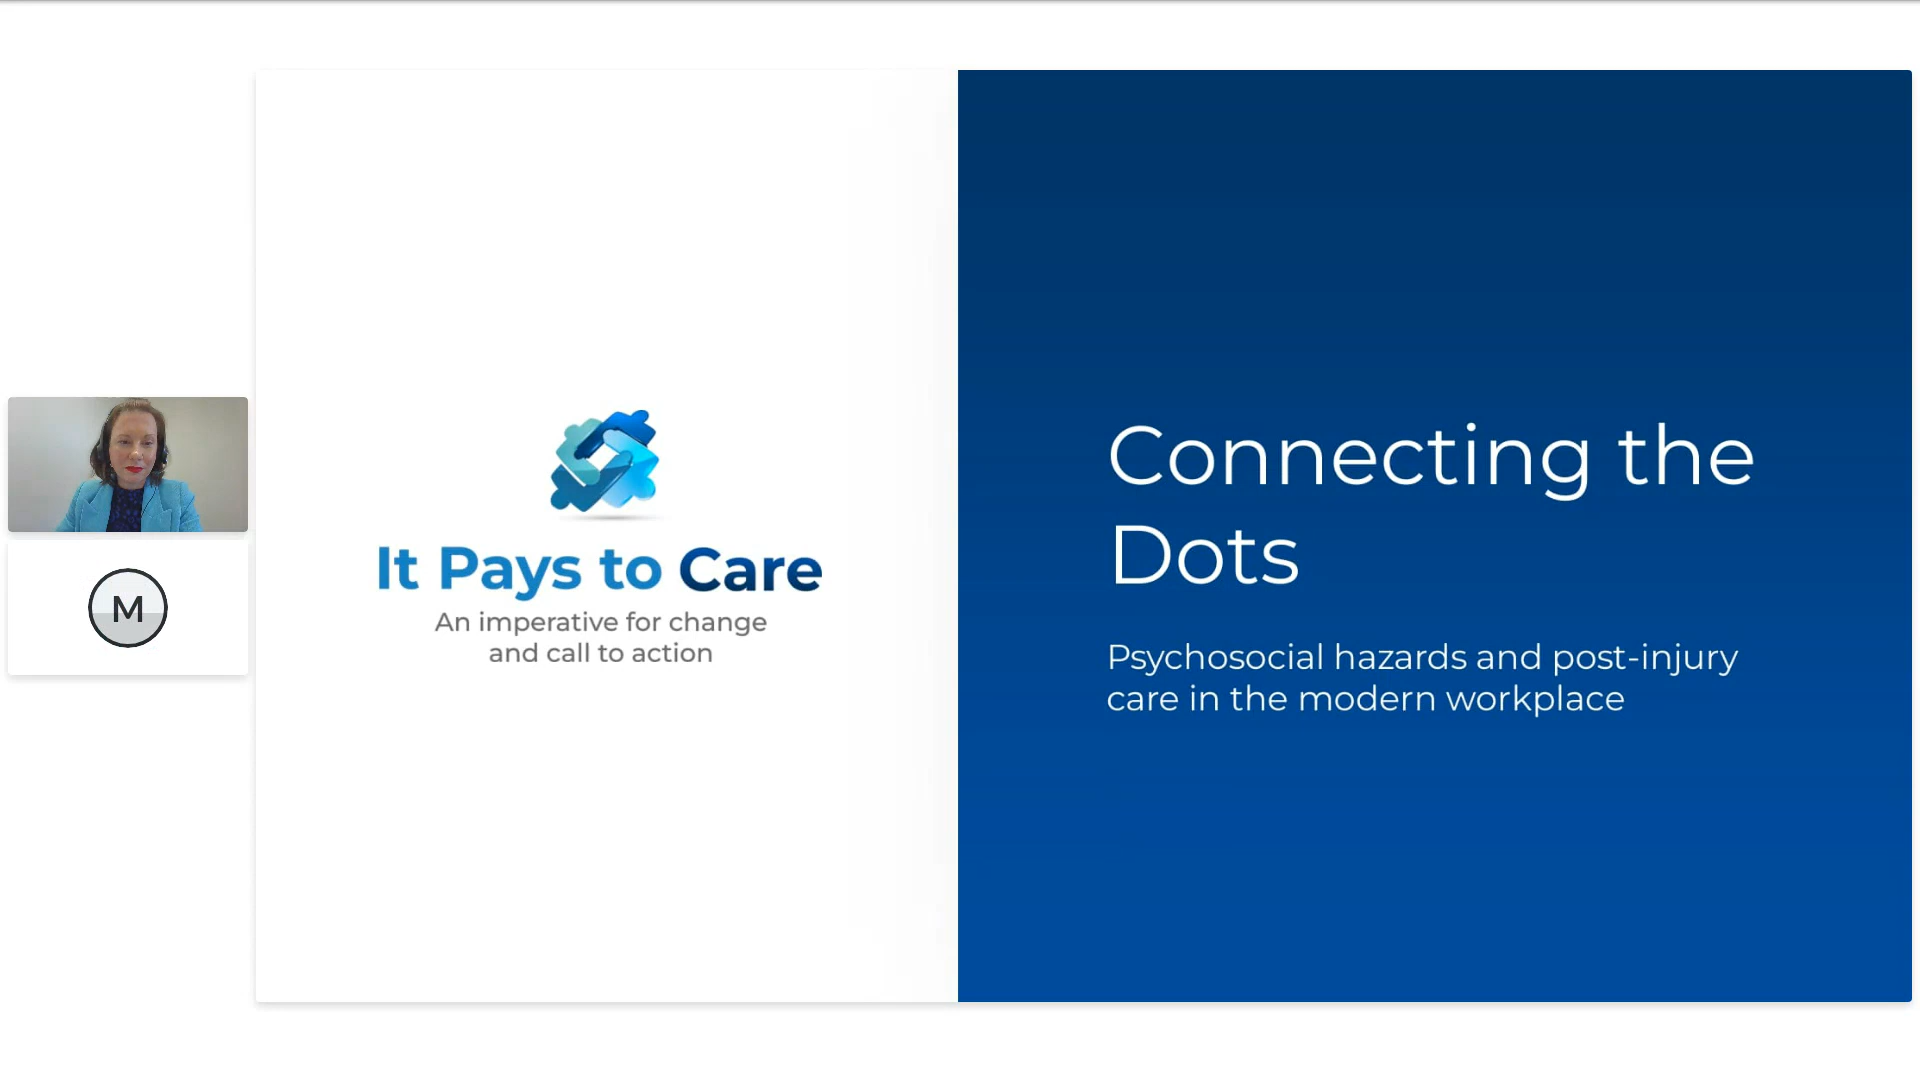 M
It Pays to Care
An imperative for change
and call to action
Connecting the
Dots
Psychosocial hazards and post-injury
care in the modern workplace